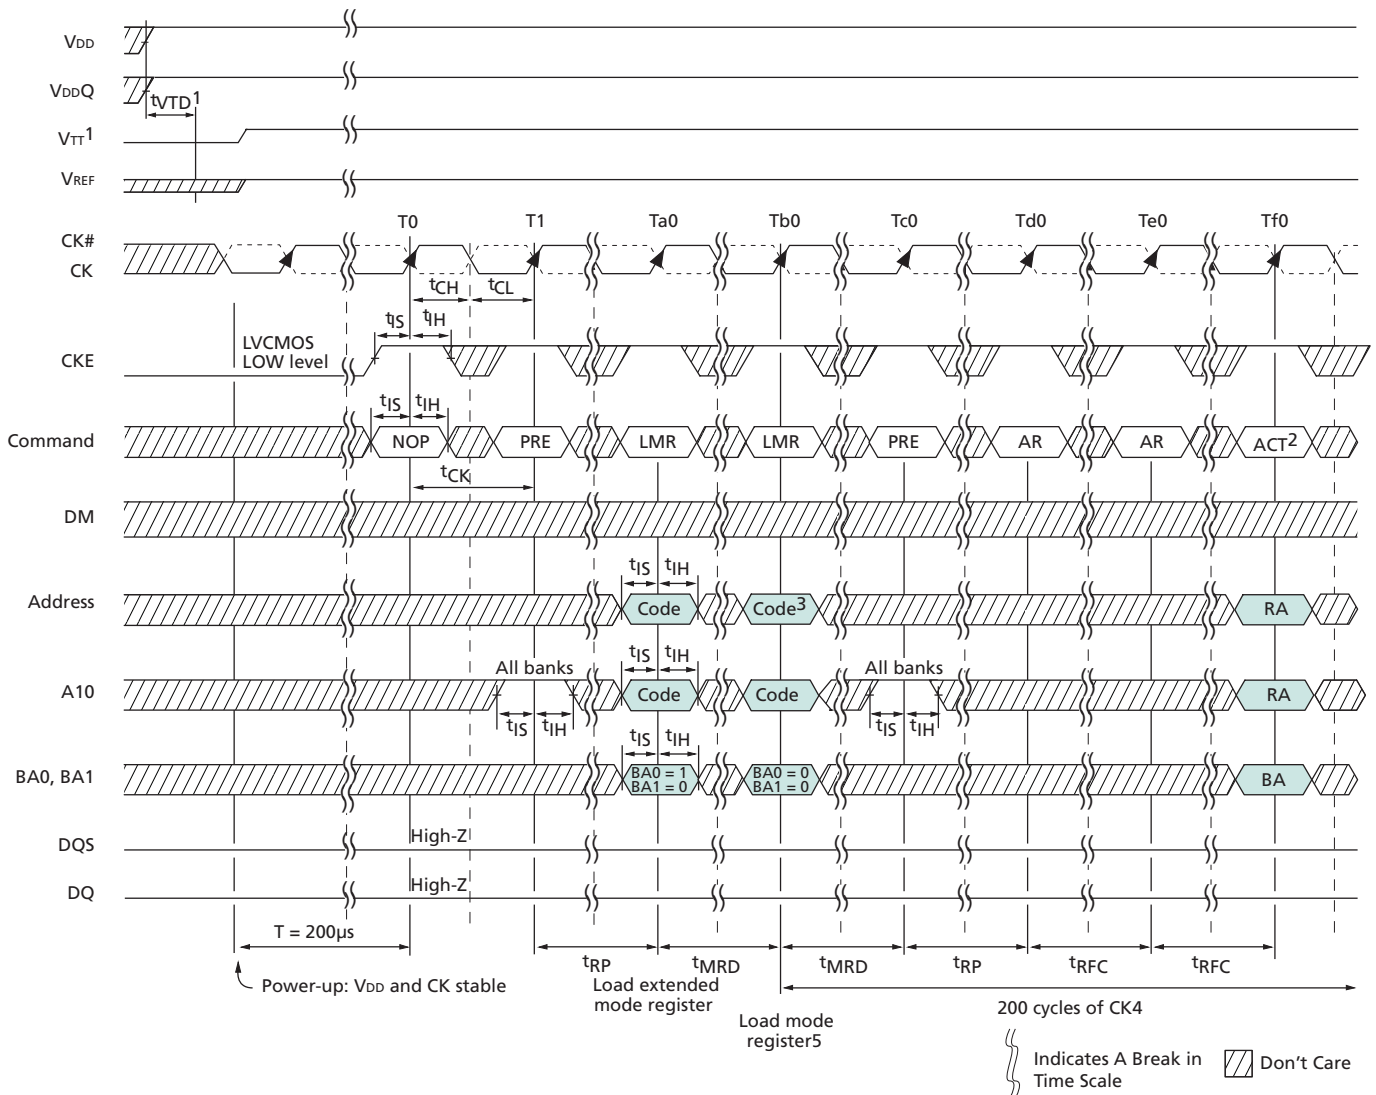 VDD
VDDQ
tVTD1
VTT1
VREF
T0 T1 Ta0 Tb0 Tc0 Td0 Te0 Tf0
CK#
CK
tCH tCL
tIS tIH
LVCMOS
LOW level
CKE
tIS tIH
Command NOP PRE LMR LMR PRE AR AR ACT2
tCK
DM
tIS tIH
Address Code Code3 RA
All banks tIS tIH All banks
A10 Code Code RA
tIS tIH tIS tIH
tIS tIH
BA0, BA1 BA0 = 1 BA0 = 0 BA
BA1 = 0 BA1 = 0
DQS High-Z
DQ High-Z
T = 200µs
tRP tMRD tMRD tRP tRFC tRFC
Power-up: VDD and CK stable
Load extended
mode register
200 cycles of CK4
Load mode
register5
Indicates A Break in
Time Scale
Don't Care